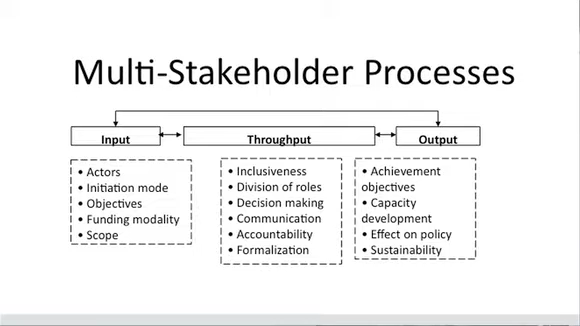 Multi-Stakeholder Processes
Input
Throughput
Output
• Actors
• Initiation mode
• Objectives
• Funding modality
• Scope
• Inclusiveness
• Division of roles
• Decision making
• Communication
• Accountability
• Formalization
• Achievement
objectives
• Capacity
development
• Effect on policy
• Sustainability